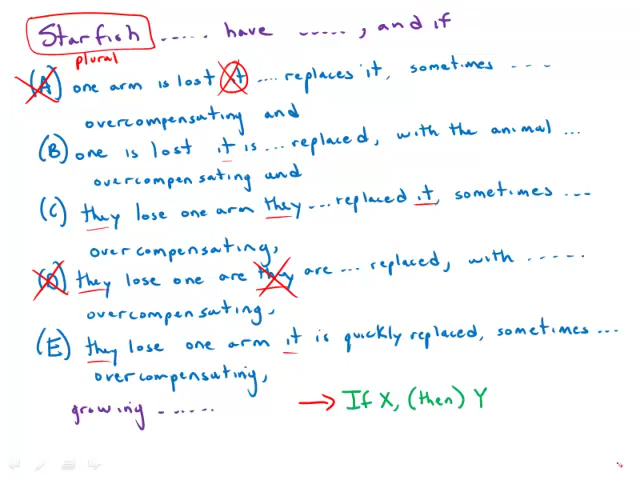 Starfish ..... have ....., and if
plural
(A) one arm is lost it .... replaces it, sometimes ....
overcompensating and
(B) one is lost it is ... replaced, with the animal ...
overcompensating and
(C) they lose one arm they ... replaced it, sometimes ...
overcompensating,
(D) they lose one are they are ... replaced, with .....
overcompensating,
(E) they lose one arm it is quickly replaced, sometimes ...
overcompensating,
growing ...... → If X, (then) Y